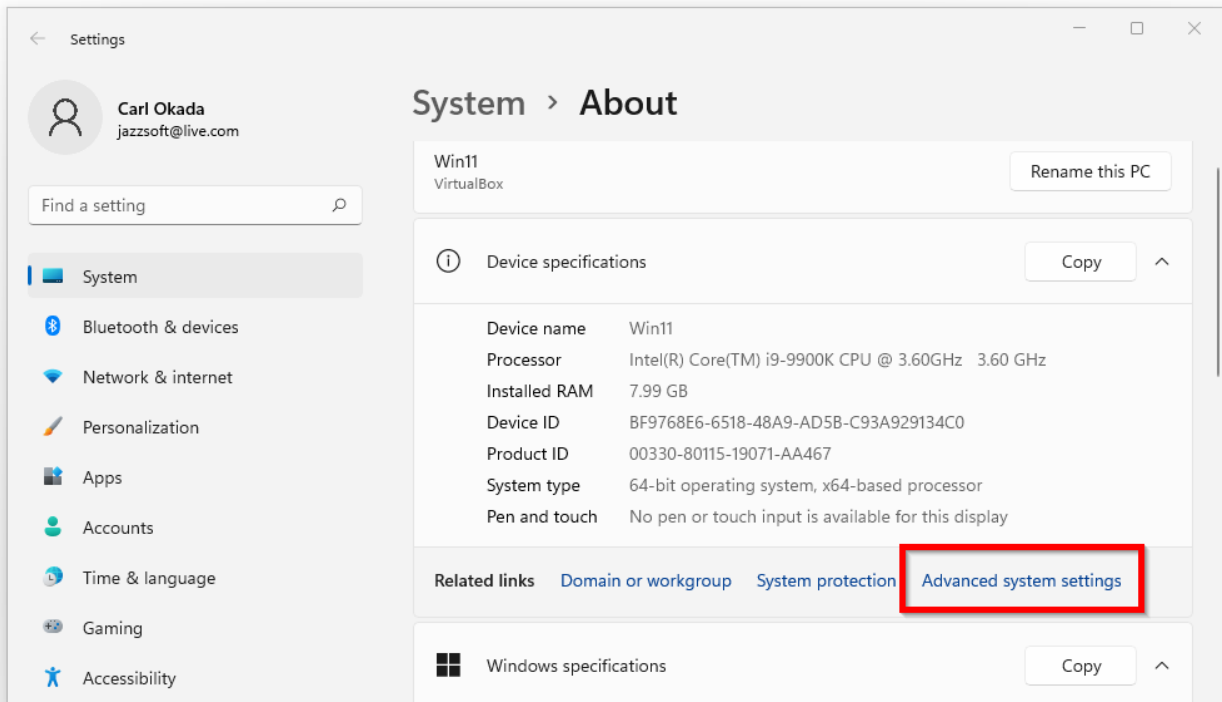 Settings
Carl Okada
jazzsoft@live.com
Find a setting
System
Bluetooth & devices
Network & internet
Personalization
Apps
Accounts
Time & language
Gaming
Accessibility
System > About
Win11
VirtualBox
Rename this PC
Device specifications
Copy
Device name Win11
Processor Intel(R) Core(TM) i9-9900K CPU @ 3.60GHz 3.60 GHz
Installed RAM 7.99 GB
Device ID BF9768E6-6518-48A9-AD5B-C93A929134C0
Product ID 00330-80115-19071-AA467
System type 64-bit operating system, x64-based processor
Pen and touch No pen or touch input is available for this display
Related links Domain or workgroup System protection Advanced system settings
Windows specifications
Copy